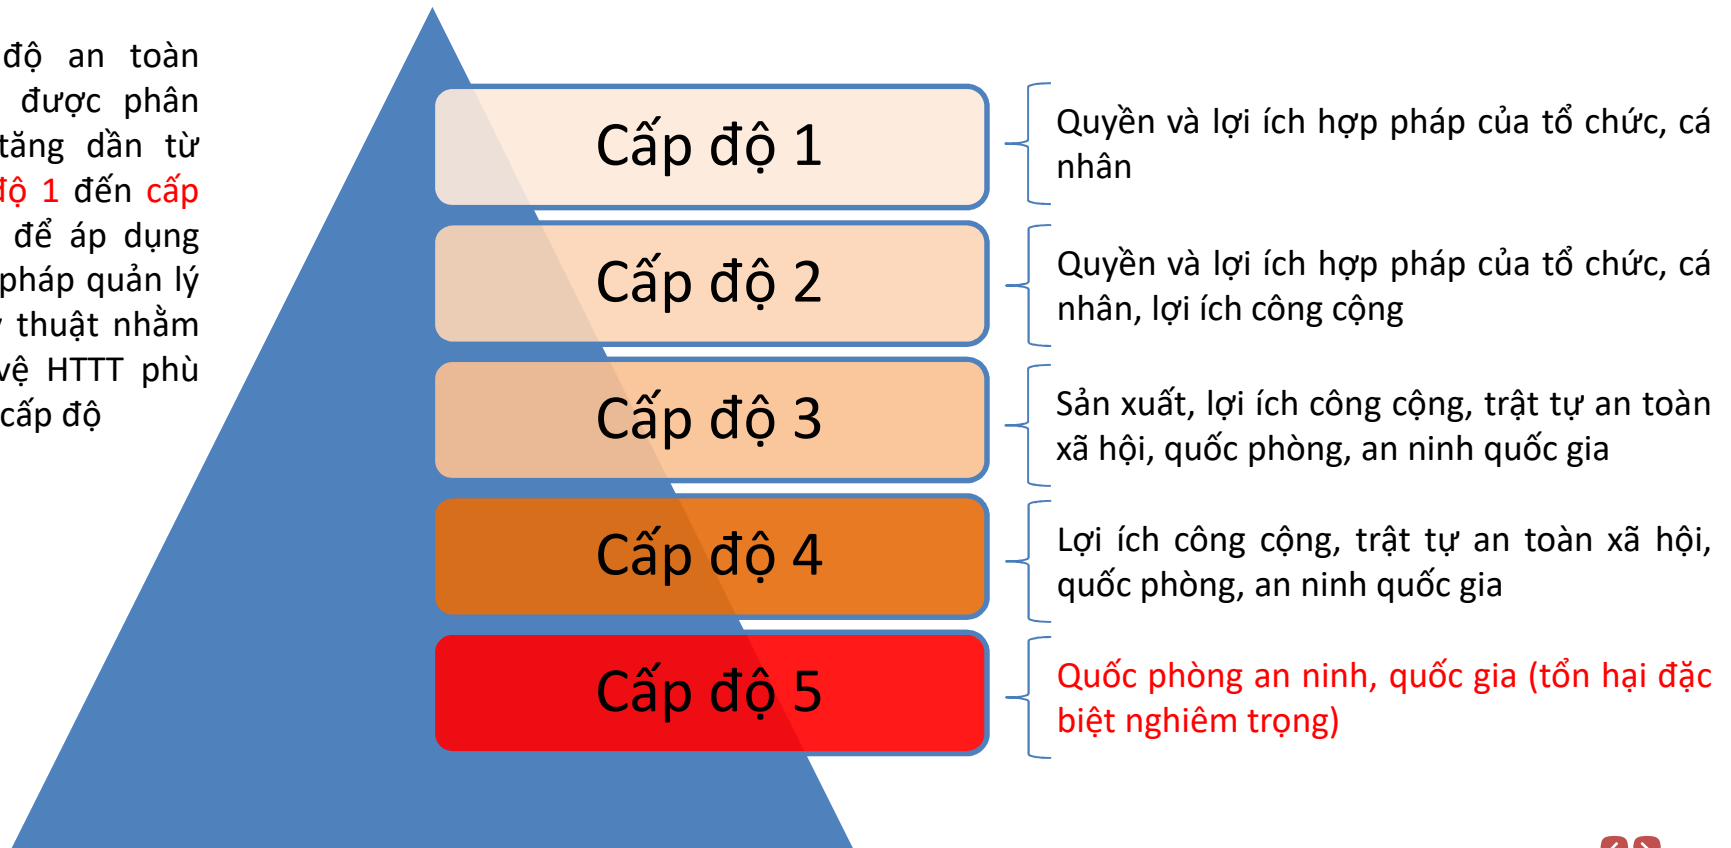 độ an toàn
được phân
tăng dần từ
độ 1 đến cấp
để áp dụng
pháp quản lý
thuật nhằm
vệ HTTT phù
cấp độ
Cấp độ 1
Quyền và lợi ích hợp pháp của tổ chức, cá
nhân
Cấp độ 2
Quyền và lợi ích hợp pháp của tổ chức, cá
nhân, lợi ích công cộng
Cấp độ 3
Sản xuất, lợi ích công cộng, trật tự an toàn
xã hội, quốc phòng, an ninh quốc gia
Cấp độ 4
Lợi ích công cộng, trật tự an toàn xã hội,
quốc phòng, an ninh quốc gia
Cấp độ 5
Quốc phòng an ninh, quốc gia (tổn hại đặc
biệt nghiêm trọng)